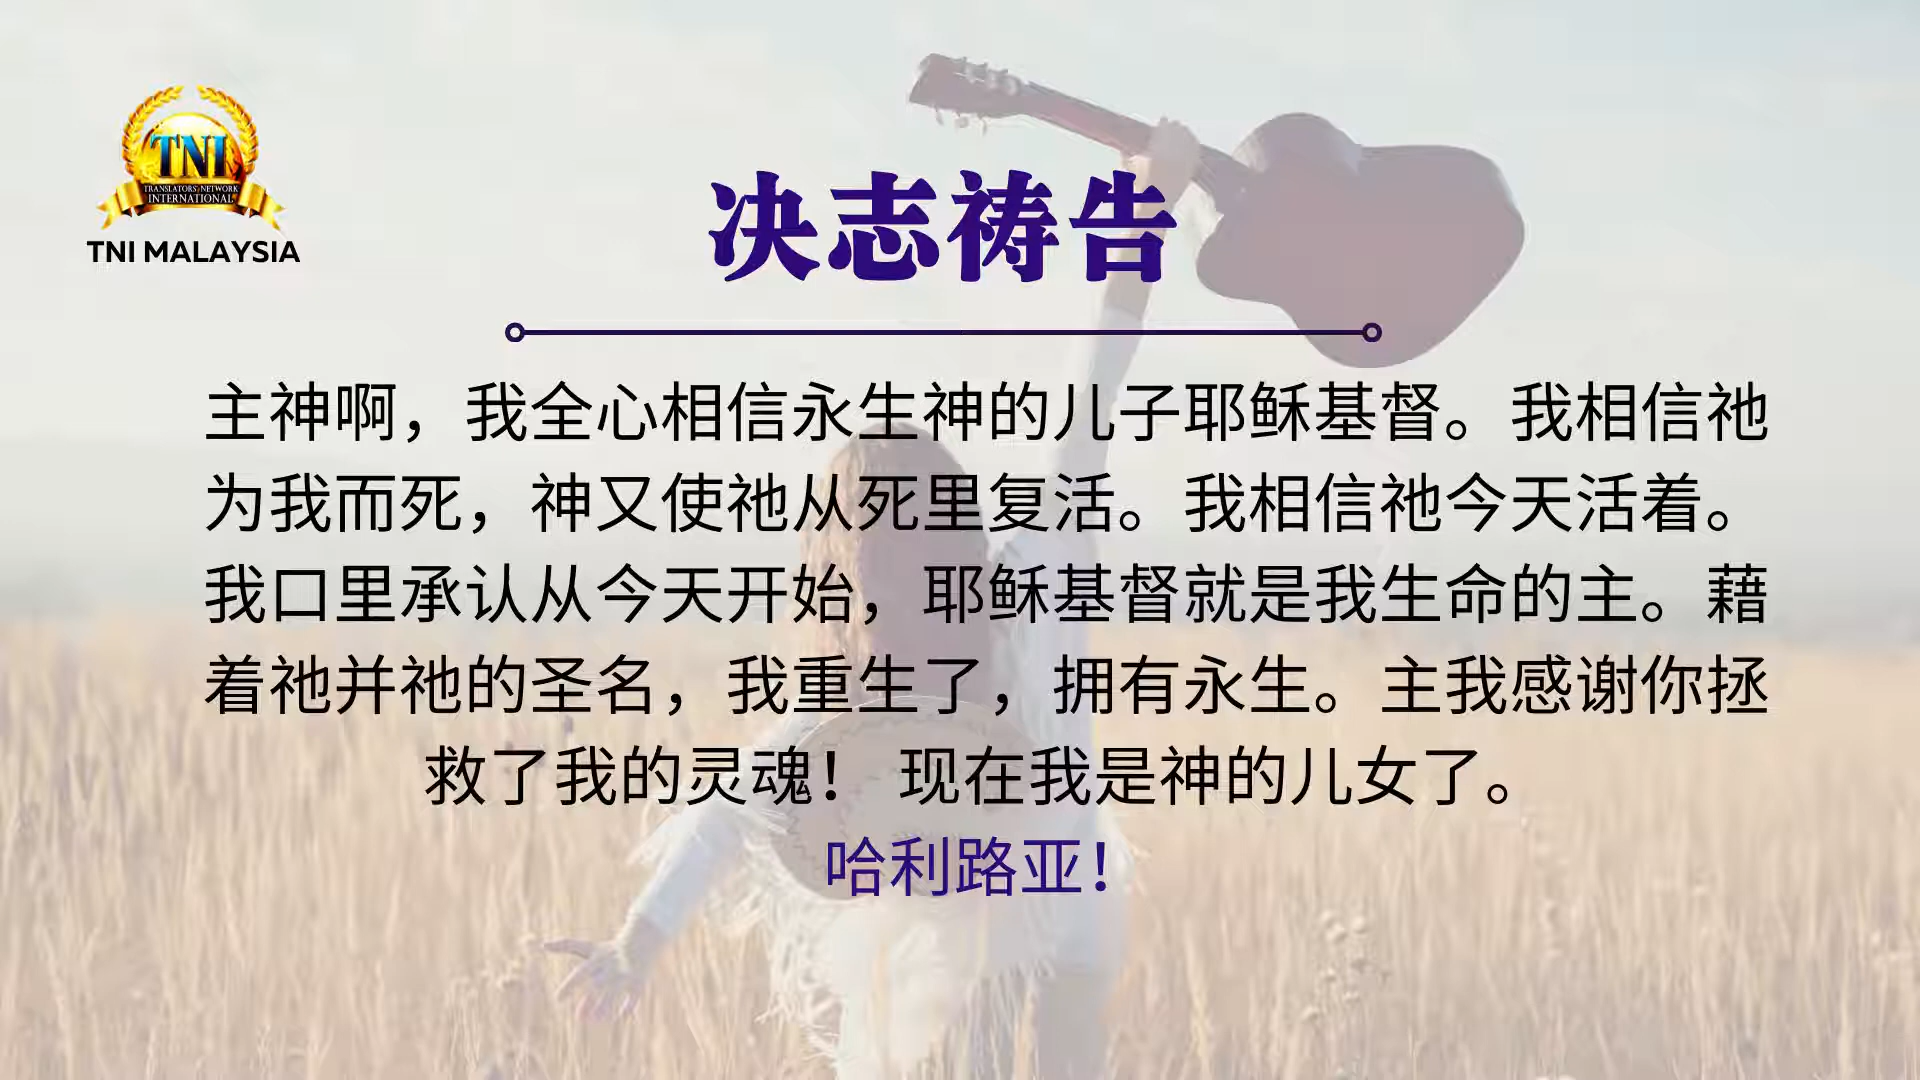 TNI
TRANSLATORS' NETWORK
INTERNATIONAL
TNI MALAYSIA
决志祷告
主神啊，我全心相信永生神的儿子耶稣基督。我相信祂
为我而死，神又使祂从死里复活。我相信祂今天活着。
我口里承认从今天开始，耶稣基督就是我生命的主。藉
着祂并祂的圣名，我重生了，拥有永生。主我感谢你拯
救了我的灵魂！ 现在我是神的儿女了。
哈利路亚！